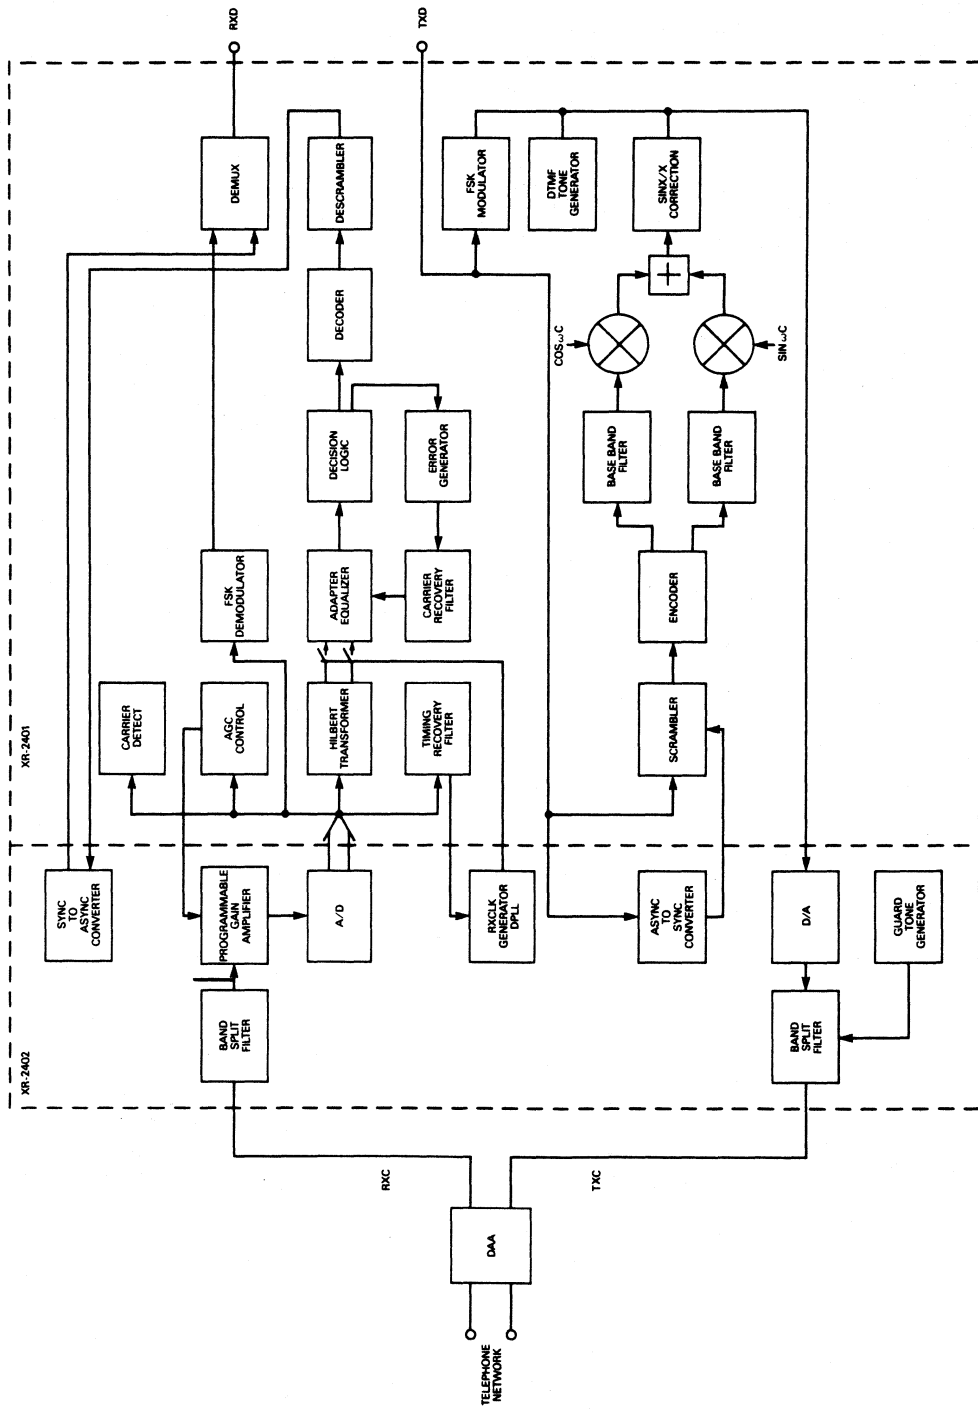 XR-2402
XR-2401
SYNC
TO
ASYNC
CONVERTER
CARRIER
DETECT
BAND
SPLIT
FILTER
PROGRAMMABLE
GAIN
AMPLIFIER
AGC
CONTROL
FSK
DEMODULATOR
DEMUX
RXD
A/D
HILBERT
TRANSFORMER
ADAPTER
EQUALIZER
DECISION
LOGIC
DECODER
DESCRAMBLER
RXCLK
GENERATOR
DPLL
TIMING
RECOVERY
FILTER
CARRIER
RECOVERY
FILTER
ERROR
GENERATOR
TXD
RXC
TELEPHONE
NETWORK
DAA
TXC
FSK
MODULATOR
DTMF
TONE
GENERATOR
COSωC
ASYNC
TO
SYNC
CONVERTER
SCRAMBLER
ENCODER
BASE BAND
FILTER
BASE BAND
FILTER
+
SINX/X
CORRECTION
SINωC
BAND
SPLIT
FILTER
D/A
GUARD
TONE
GENERATOR